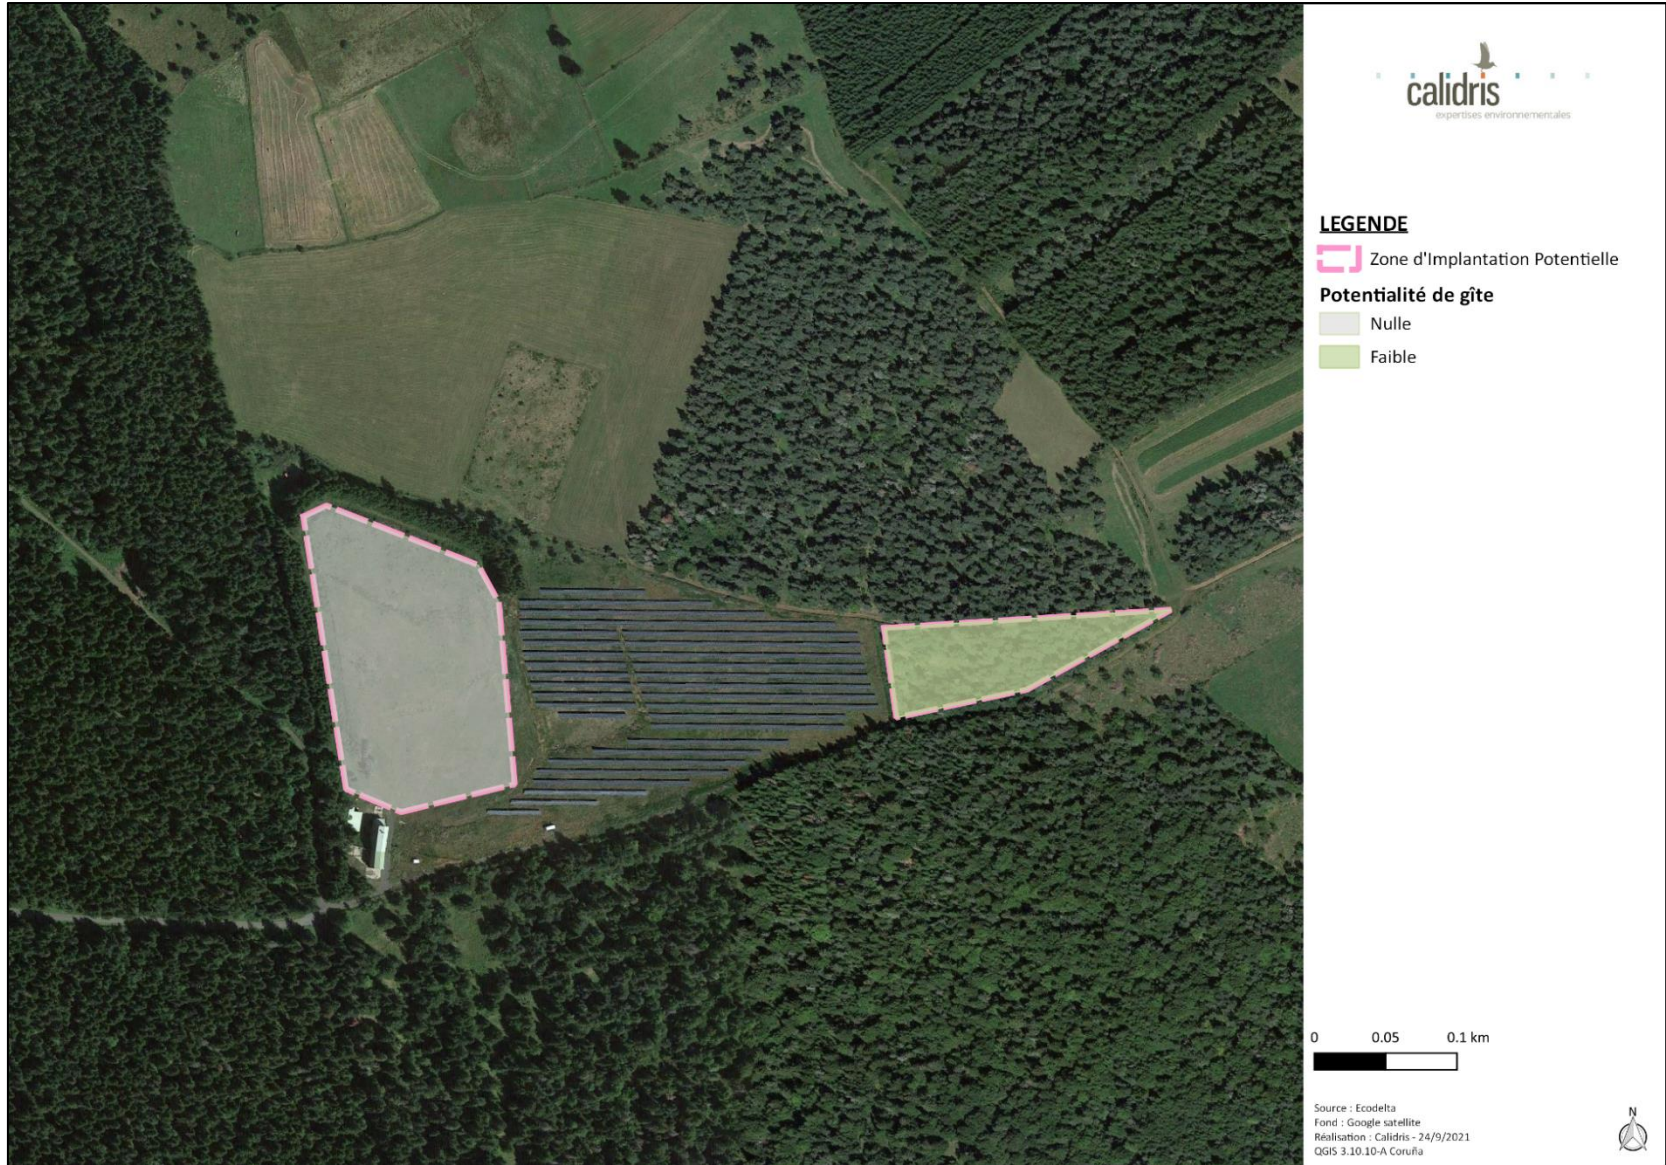 calidris
expertises environnementales
LEGENDE
Zone d'Implantation Potentielle
Potentialité de gîte
Nulle
Faible
0 0.05 0.1 km
Source : Ecodelta
Fond : Google satellite
Réalisation : Calidris - 24/9/2021
QGIS 3.10.10-A Coruña
N